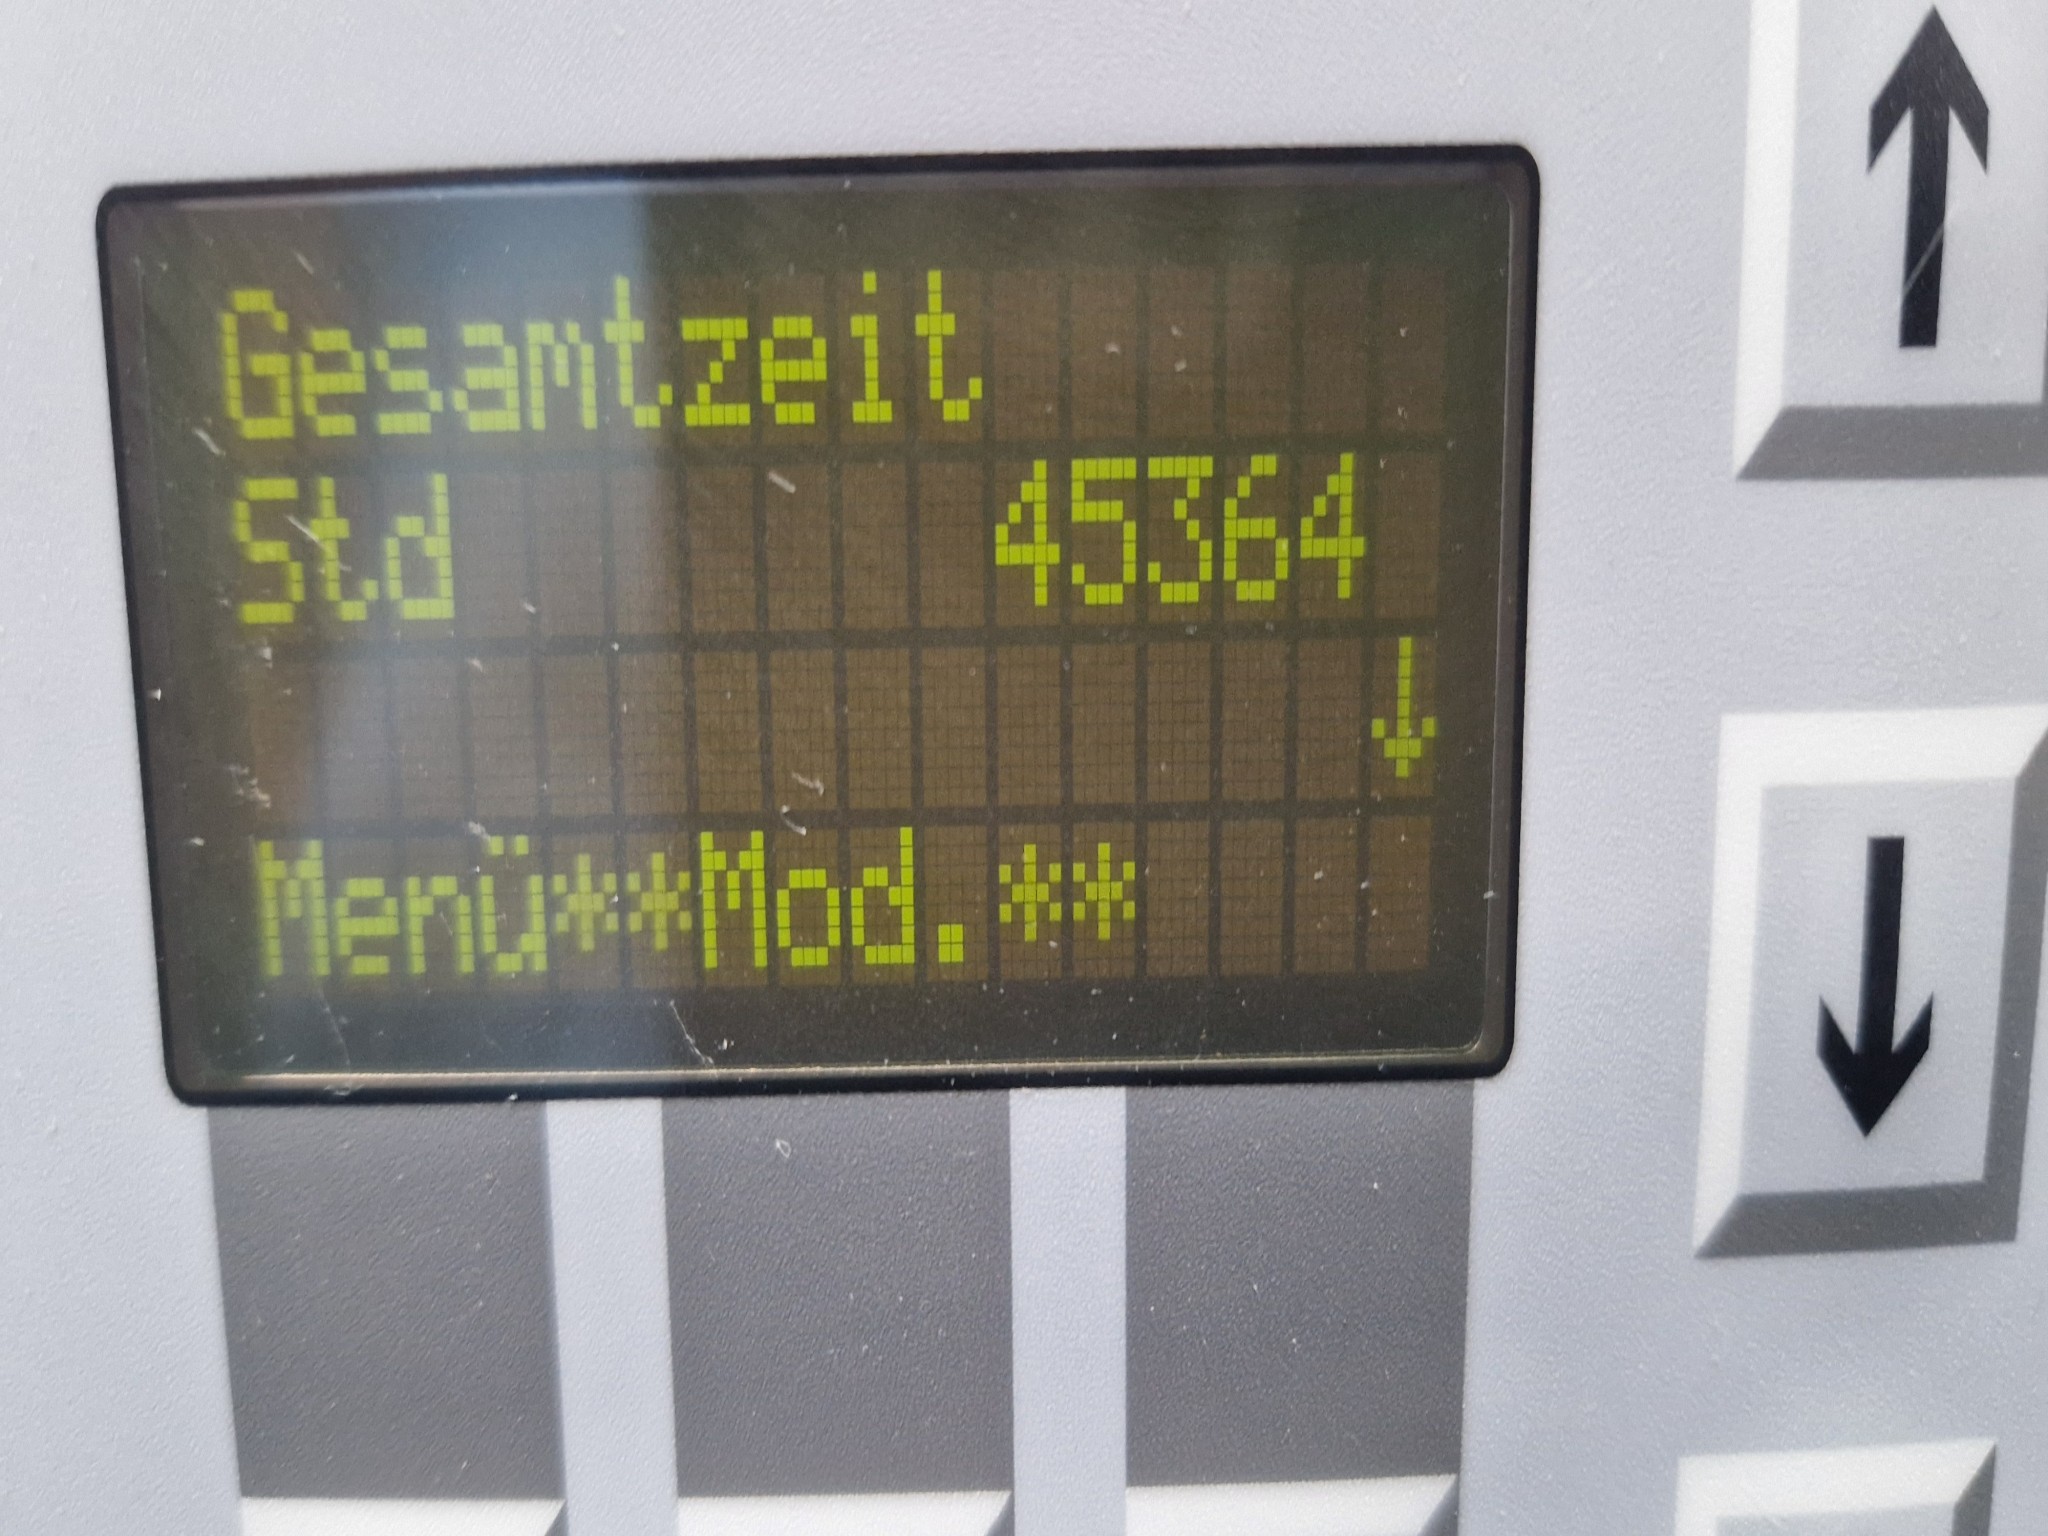 Gesamtzeit
Std 45364
↓
Menü**Mod.**